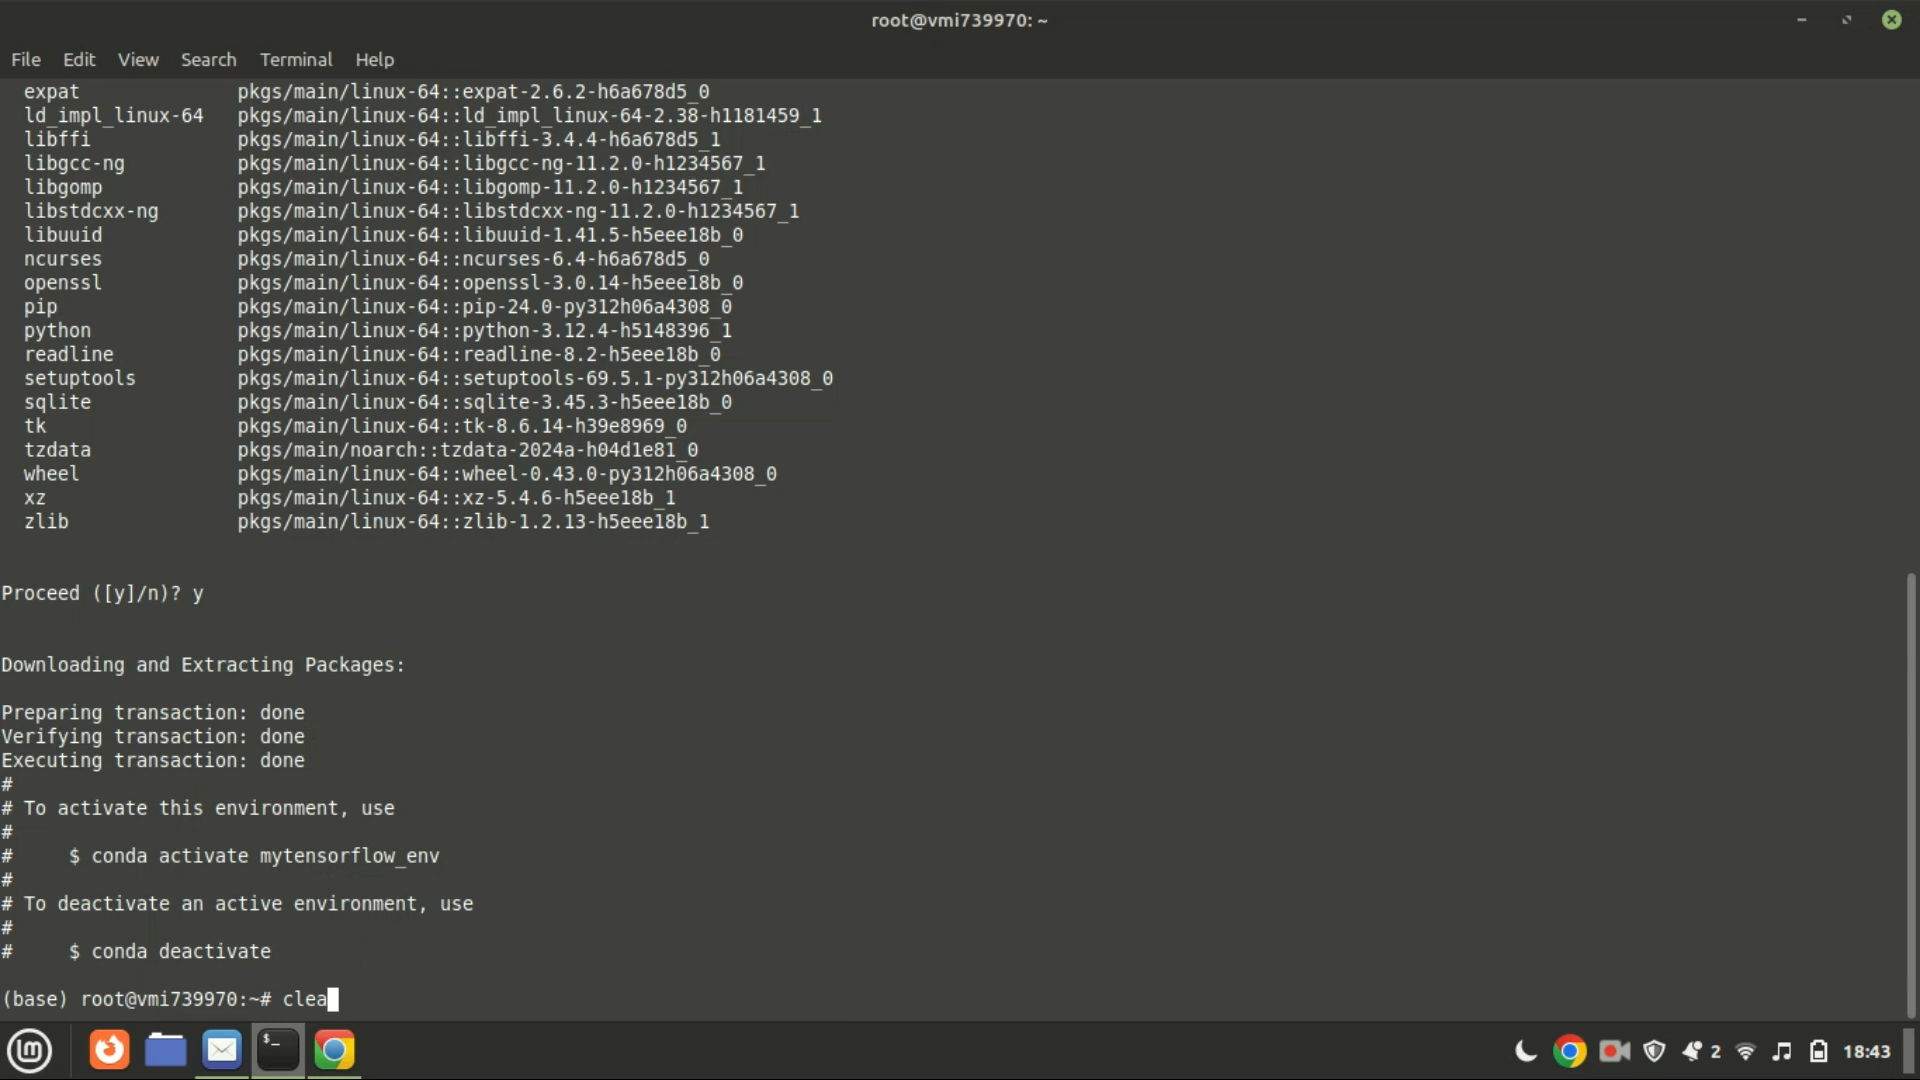 root@vmi739970: ~
File Edit View Search Terminal Help
expat pkgs/main/linux-64::expat-2.6.2-h6a678d5_0
ld_impl_linux-64 pkgs/main/linux-64::ld_impl_linux-64-2.38-h1181459_1
libffi pkgs/main/linux-64::libffi-3.4.4-h6a678d5_1
libgcc-ng pkgs/main/linux-64::libgcc-ng-11.2.0-h1234567_1
libgomp pkgs/main/linux-64::libgomp-11.2.0-h1234567_1
libstdcxx-ng pkgs/main/linux-64::libstdcxx-ng-11.2.0-h1234567_1
libuuid pkgs/main/linux-64::libuuid-1.41.5-h5eee18b_0
ncurses pkgs/main/linux-64::ncurses-6.4-h6a678d5_0
openssl pkgs/main/linux-64::openssl-3.0.14-h5eee18b_0
pip pkgs/main/linux-64::pip-24.0-py312h06a4308_0
python pkgs/main/linux-64::python-3.12.4-h5148396_1
readline pkgs/main/linux-64::readline-8.2-h5eee18b_0
setuptools pkgs/main/linux-64::setuptools-69.5.1-py312h06a4308_0
sqlite pkgs/main/linux-64::sqlite-3.45.3-h5eee18b_0
tk pkgs/main/linux-64::tk-8.6.14-h39e8969_0
tzdata pkgs/main/noarch::tzdata-2024a-h04d1e81_0
wheel pkgs/main/linux-64::wheel-0.43.0-py312h06a4308_0
xz pkgs/main/linux-64::xz-5.4.6-h5eee18b_1
zlib pkgs/main/linux-64::zlib-1.2.13-h5eee18b_1
Proceed ([y]/n)? y
Downloading and Extracting Packages:
Preparing transaction: done
Verifying transaction: done
Executing transaction: done
#
# To activate this environment, use
#
# $ conda activate mytensorflow_env
#
# To deactivate an active environment, use
#
# $ conda deactivate
(base) root@vmi739970:~# clea
$_
2 18:43